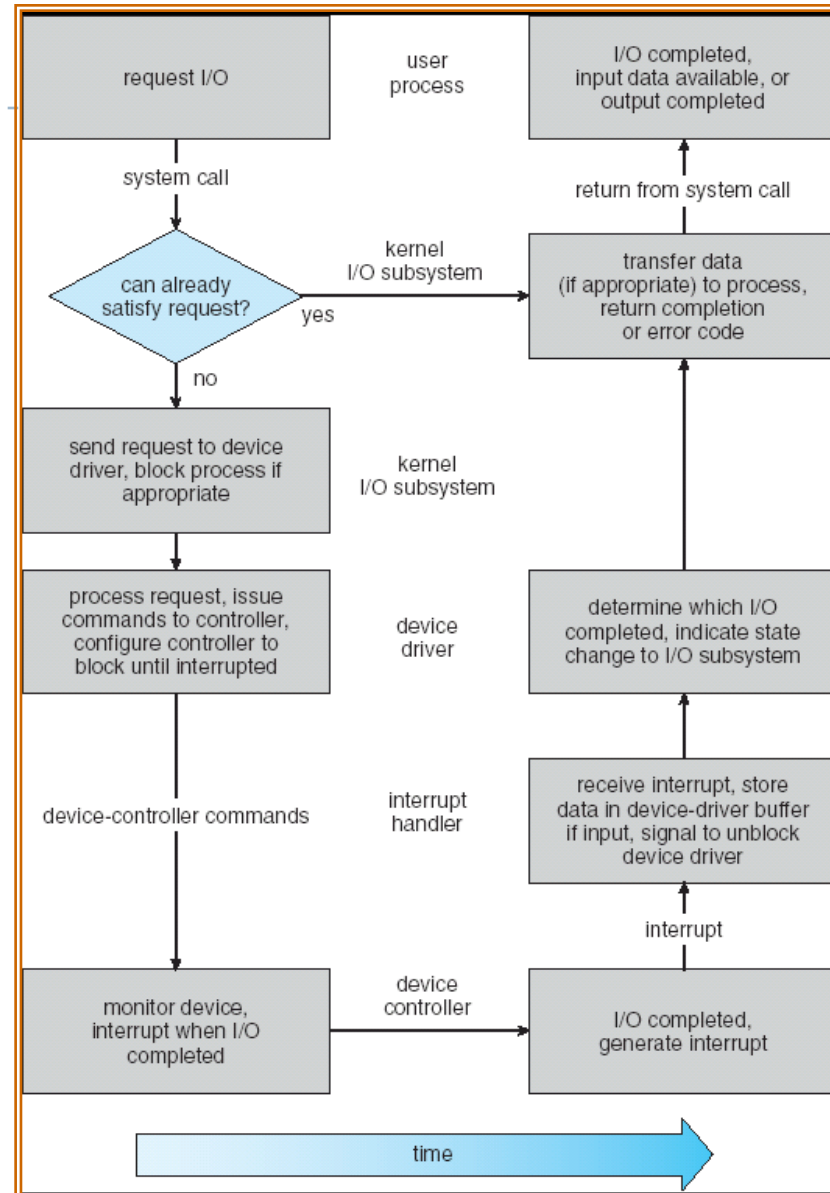 request I/O
user
process
I/O completed,
input data available, or
output completed
system call
return from system call
can already
satisfy request?
kernel
I/O subsystem
yes
transfer data
(if appropriate) to process,
return completion
or error code
no
send request to device
driver, block process if
appropriate
kernel
I/O subsystem
process request, issue
commands to controller,
configure controller to
block until interrupted
device
driver
determine which I/O
completed, indicate state
change to I/O subsystem
device-controller commands
interrupt
handler
receive interrupt, store
data in device-driver buffer
if input, signal to unblock
device driver
interrupt
monitor device,
interrupt when I/O
completed
device
controller
I/O completed,
generate interrupt
time